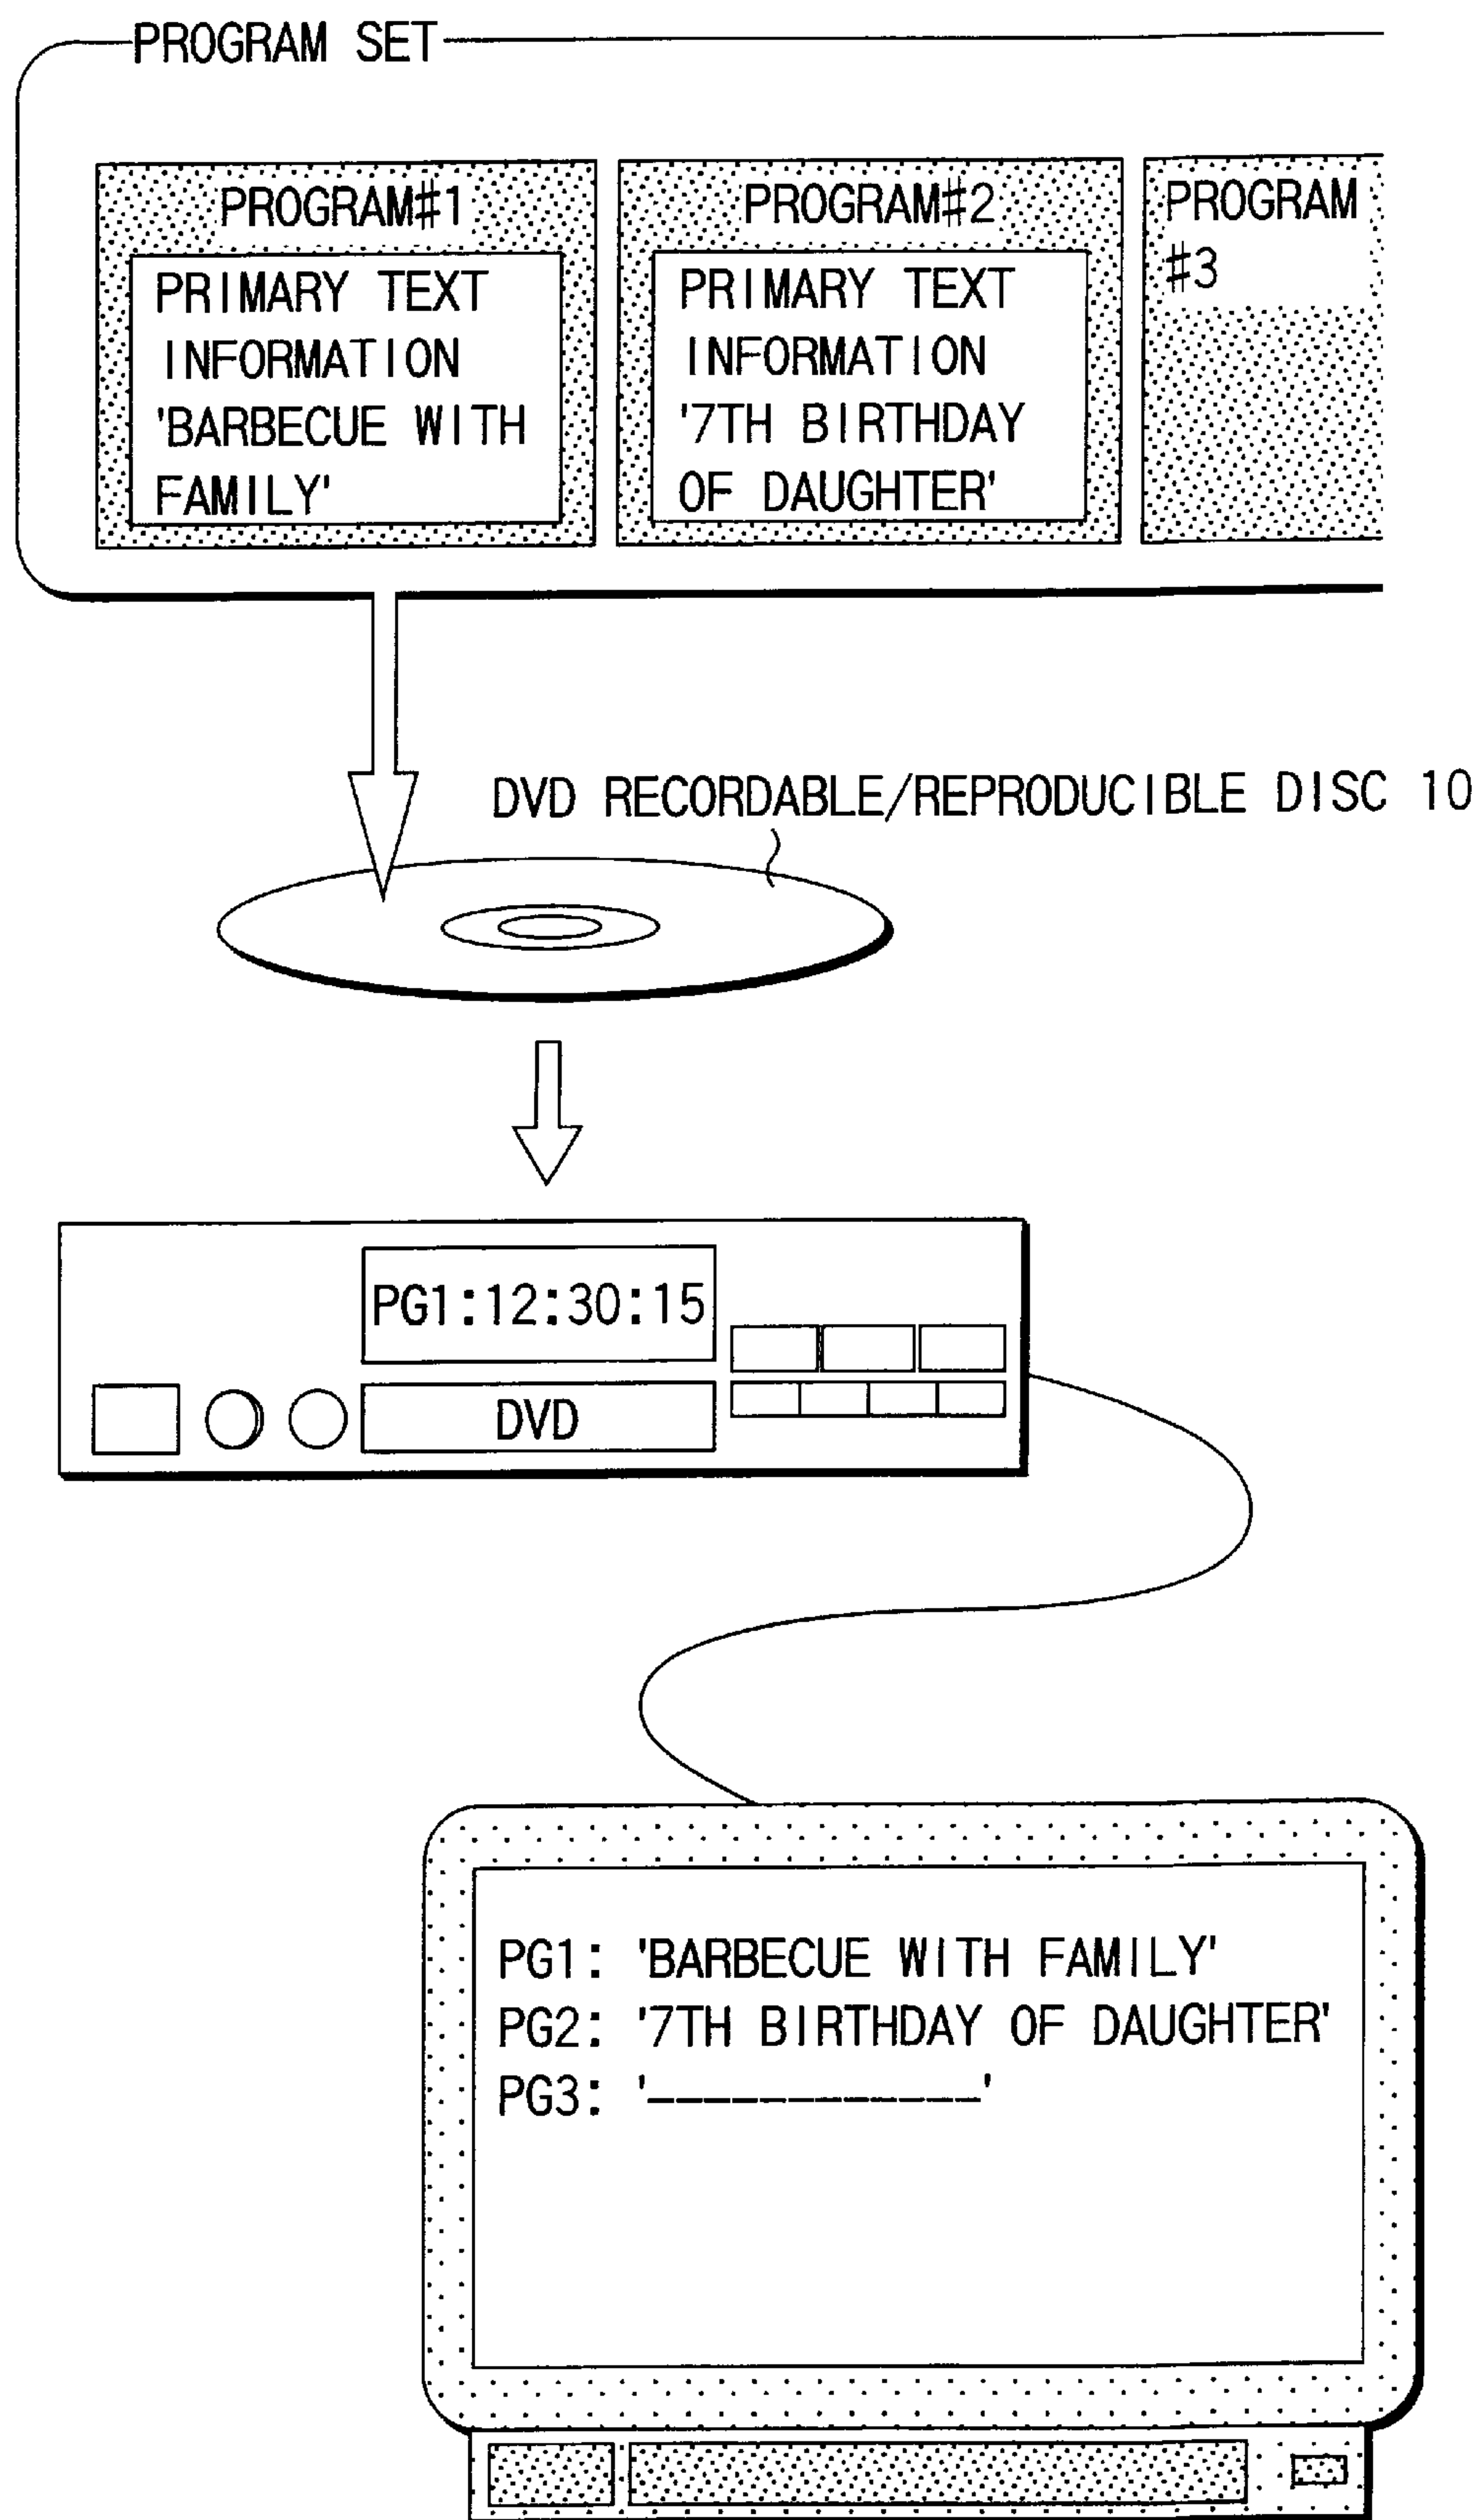 PROGRAM SET
PROGRAM#1
PRIMARY TEXT
INFORMATION
'BARBECUE WITH
FAMILY'
PROGRAM#2
PRIMARY TEXT
INFORMATION
'7TH BIRTHDAY
OF DAUGHTER'
PROGRAM
#3
DVD RECORDABLE/REPRODUCIBLE DISC 10
PG1:12:30:15
DVD
PG1: 'BARBECUE WITH FAMILY'
PG2: '7TH BIRTHDAY OF DAUGHTER'
PG3: '____________'